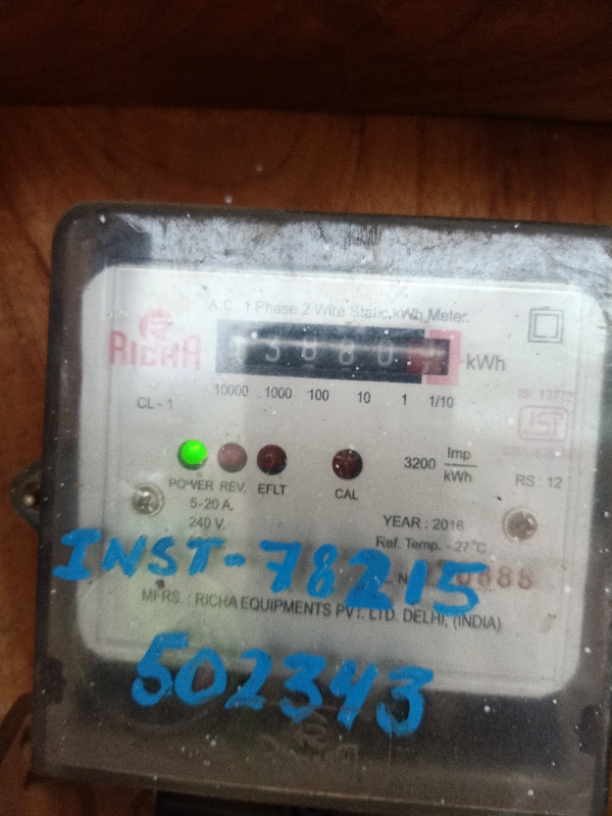 A.C. 1 Phase 2 Wire Static kWh Meter.
RICHA
kWh
10000 1000 100 10 1 1/10
CL - 1
3200 Imp/kWh
RS : 12
POWER REV. EFLT CAL
5-20 A.
240 V.
YEAR : 2016
Ref. Temp. - 27°C
INST-78215
MFRS. : RICHA EQUIPMENTS PVT. LTD. DELHI, (INDIA)
502343